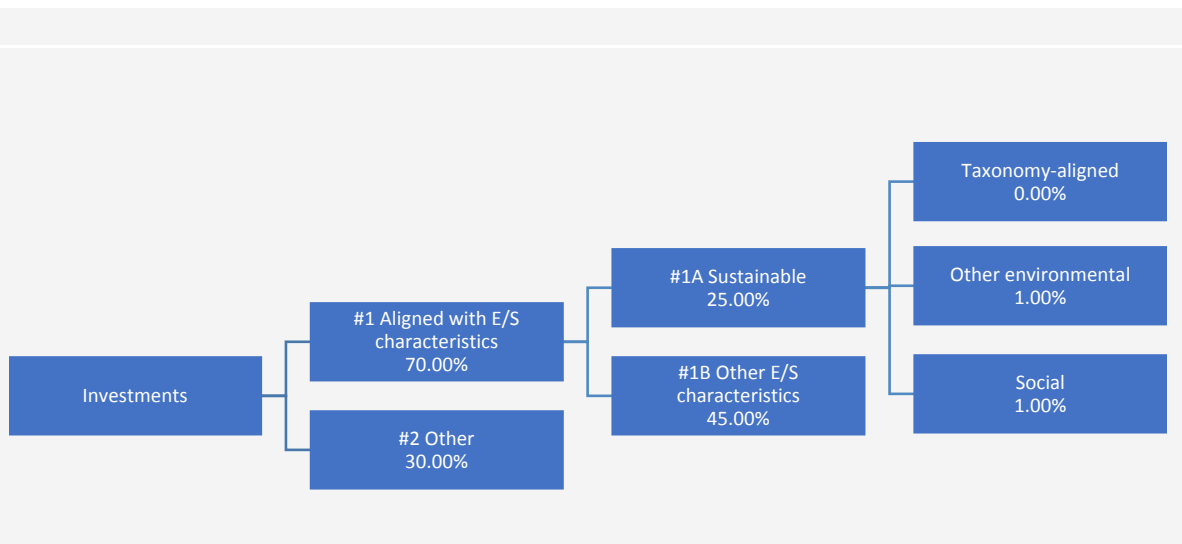 Investments
#1 Aligned with E/S
characteristics
70.00%
#2 Other
30.00%
#1A Sustainable
25.00%
#1B Other E/S
characteristics
45.00%
Taxonomy-aligned
0.00%
Other environmental
1.00%
Social
1.00%